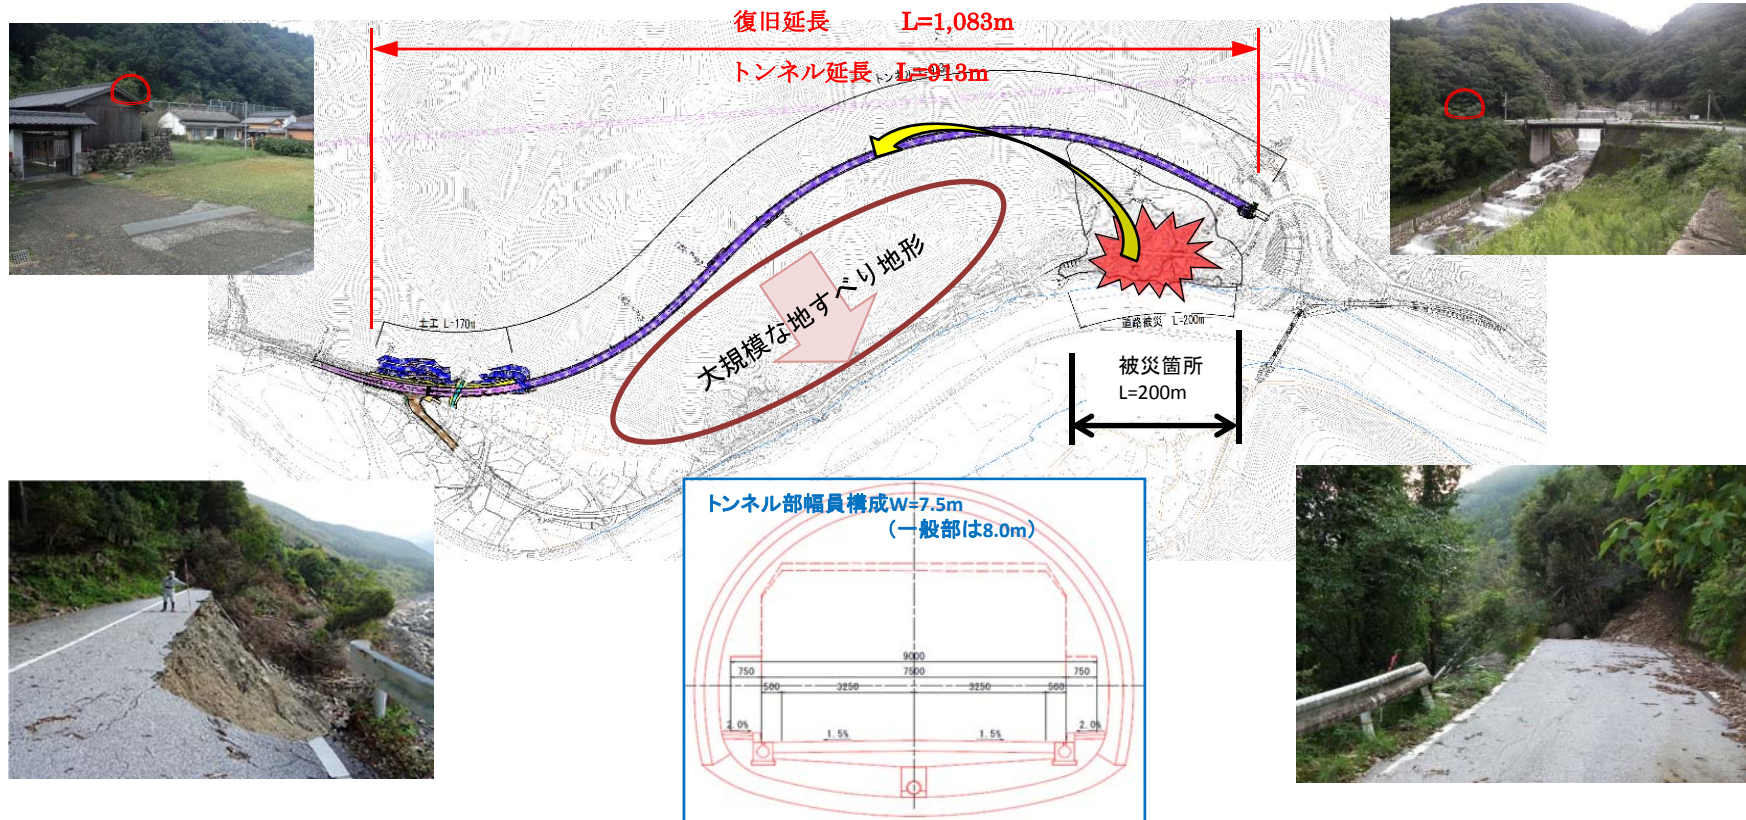 復旧延長 L=1,083m
トンネル延長 L=913m
土工 L-170m
大規模な地すべり地形
道路被災 L-200m
被災箇所
L=200m
トンネル部幅員構成W=7.5m
(一般部は8.0m)
9000
750 7500 750
500 3250 3250 500
2.0% 1.5% 1.5% 2.0%